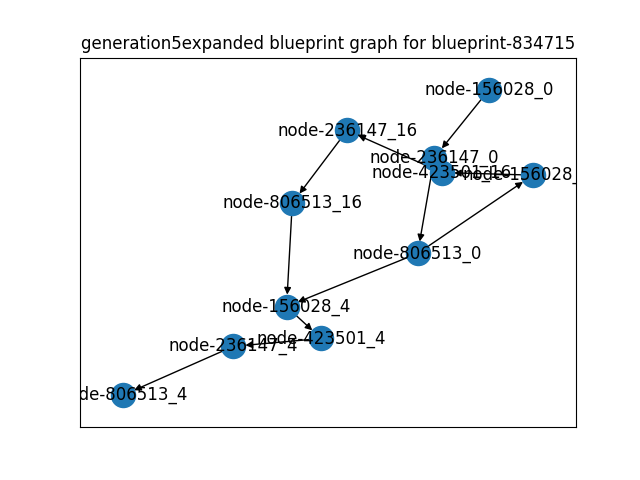 generation5expanded blueprint graph for blueprint-834715
node-156028_0
node-236147_16
node-236147_0
node-423501_16
node-156028_
node-806513_16
node-806513_0
node-156028_4
node-423501_4
node-236147_4
de-806513_4